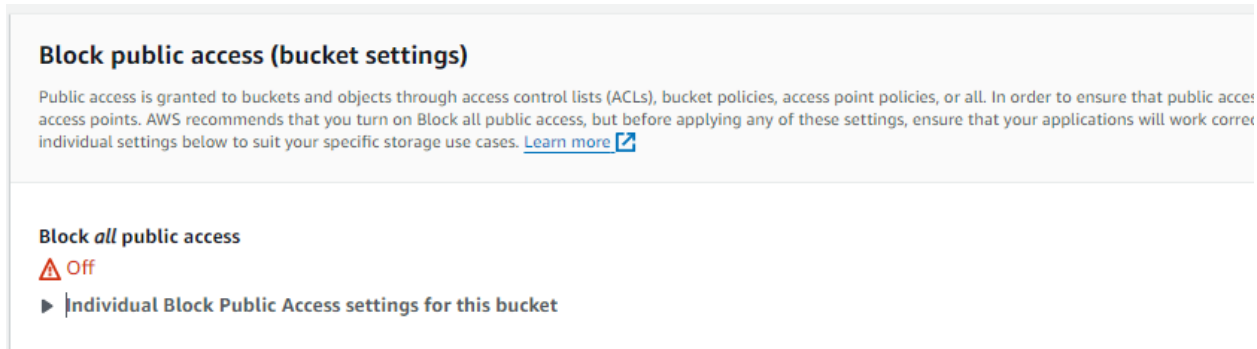 Block public access (bucket settings)
Public access is granted to buckets and objects through access control lists (ACLs), bucket policies, access point policies, or all. In order to ensure that public
access points. AWS recommends that you turn on Block all public access, but before applying any of these settings, ensure that your applications will work
individual settings below to suit your specific storage use cases. Learn more
Block all public access
Off
Individual Block Public Access settings for this bucket